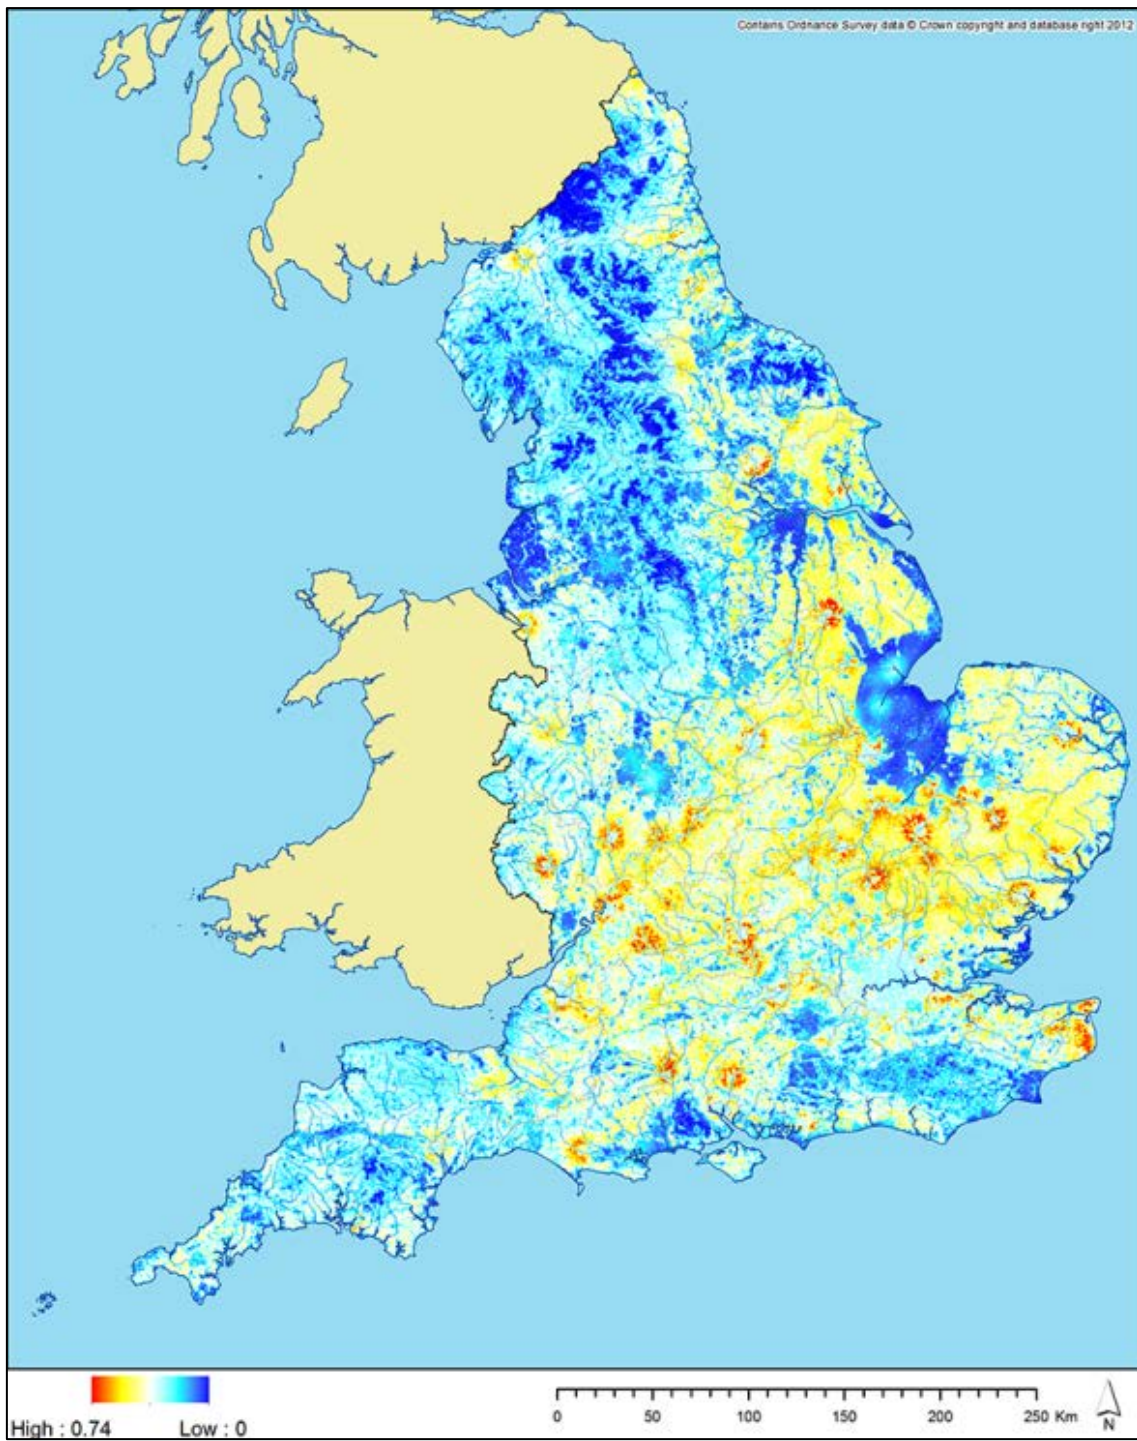 Contains Ordnance Survey data © Crown copyright and database right 2012
High : 0.74 Low : 0
0 50 100 150 200 250 Km
N